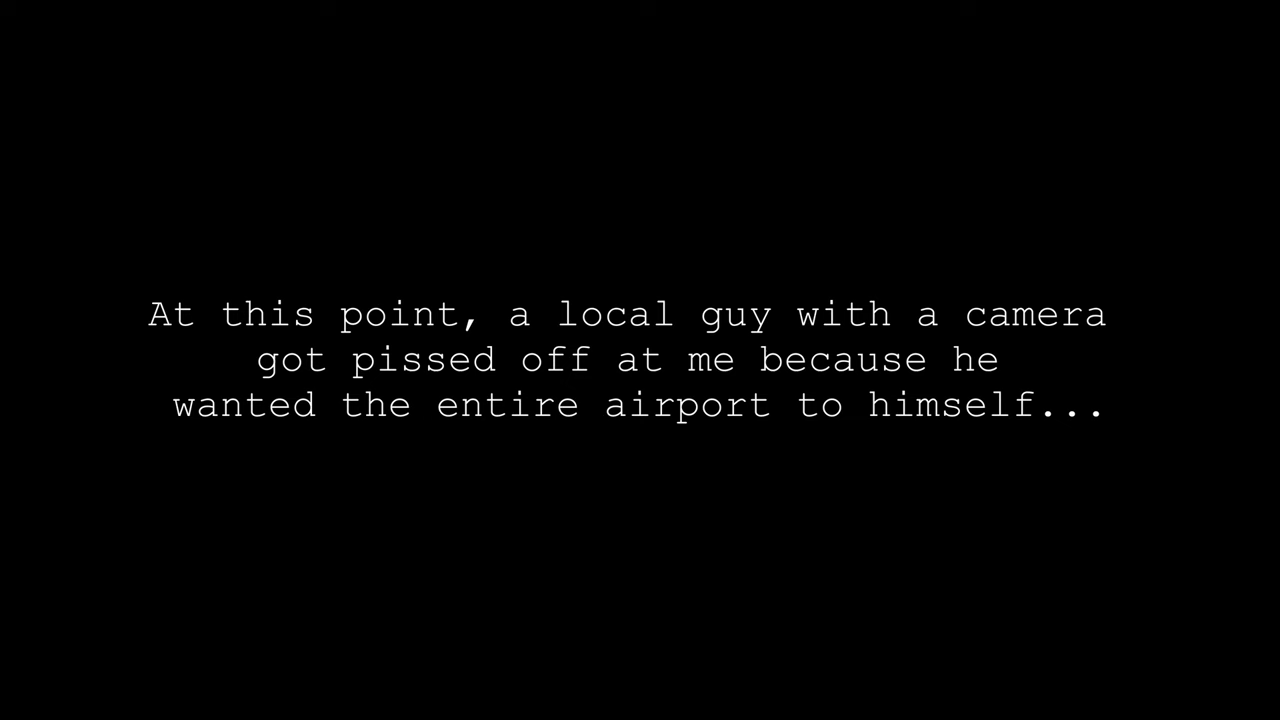 At this point, a local guy with a camera
got pissed off at me because he
wanted the entire airport to himself...